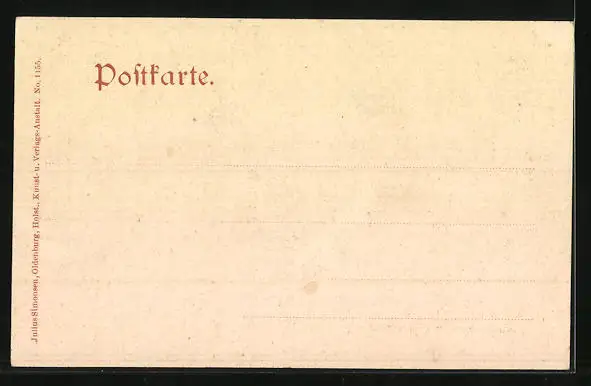 Postkarte.
Julius Simonsen, Oldenburg, Holst., Kunst- u. Verlags-Anstalt. No. 1155.